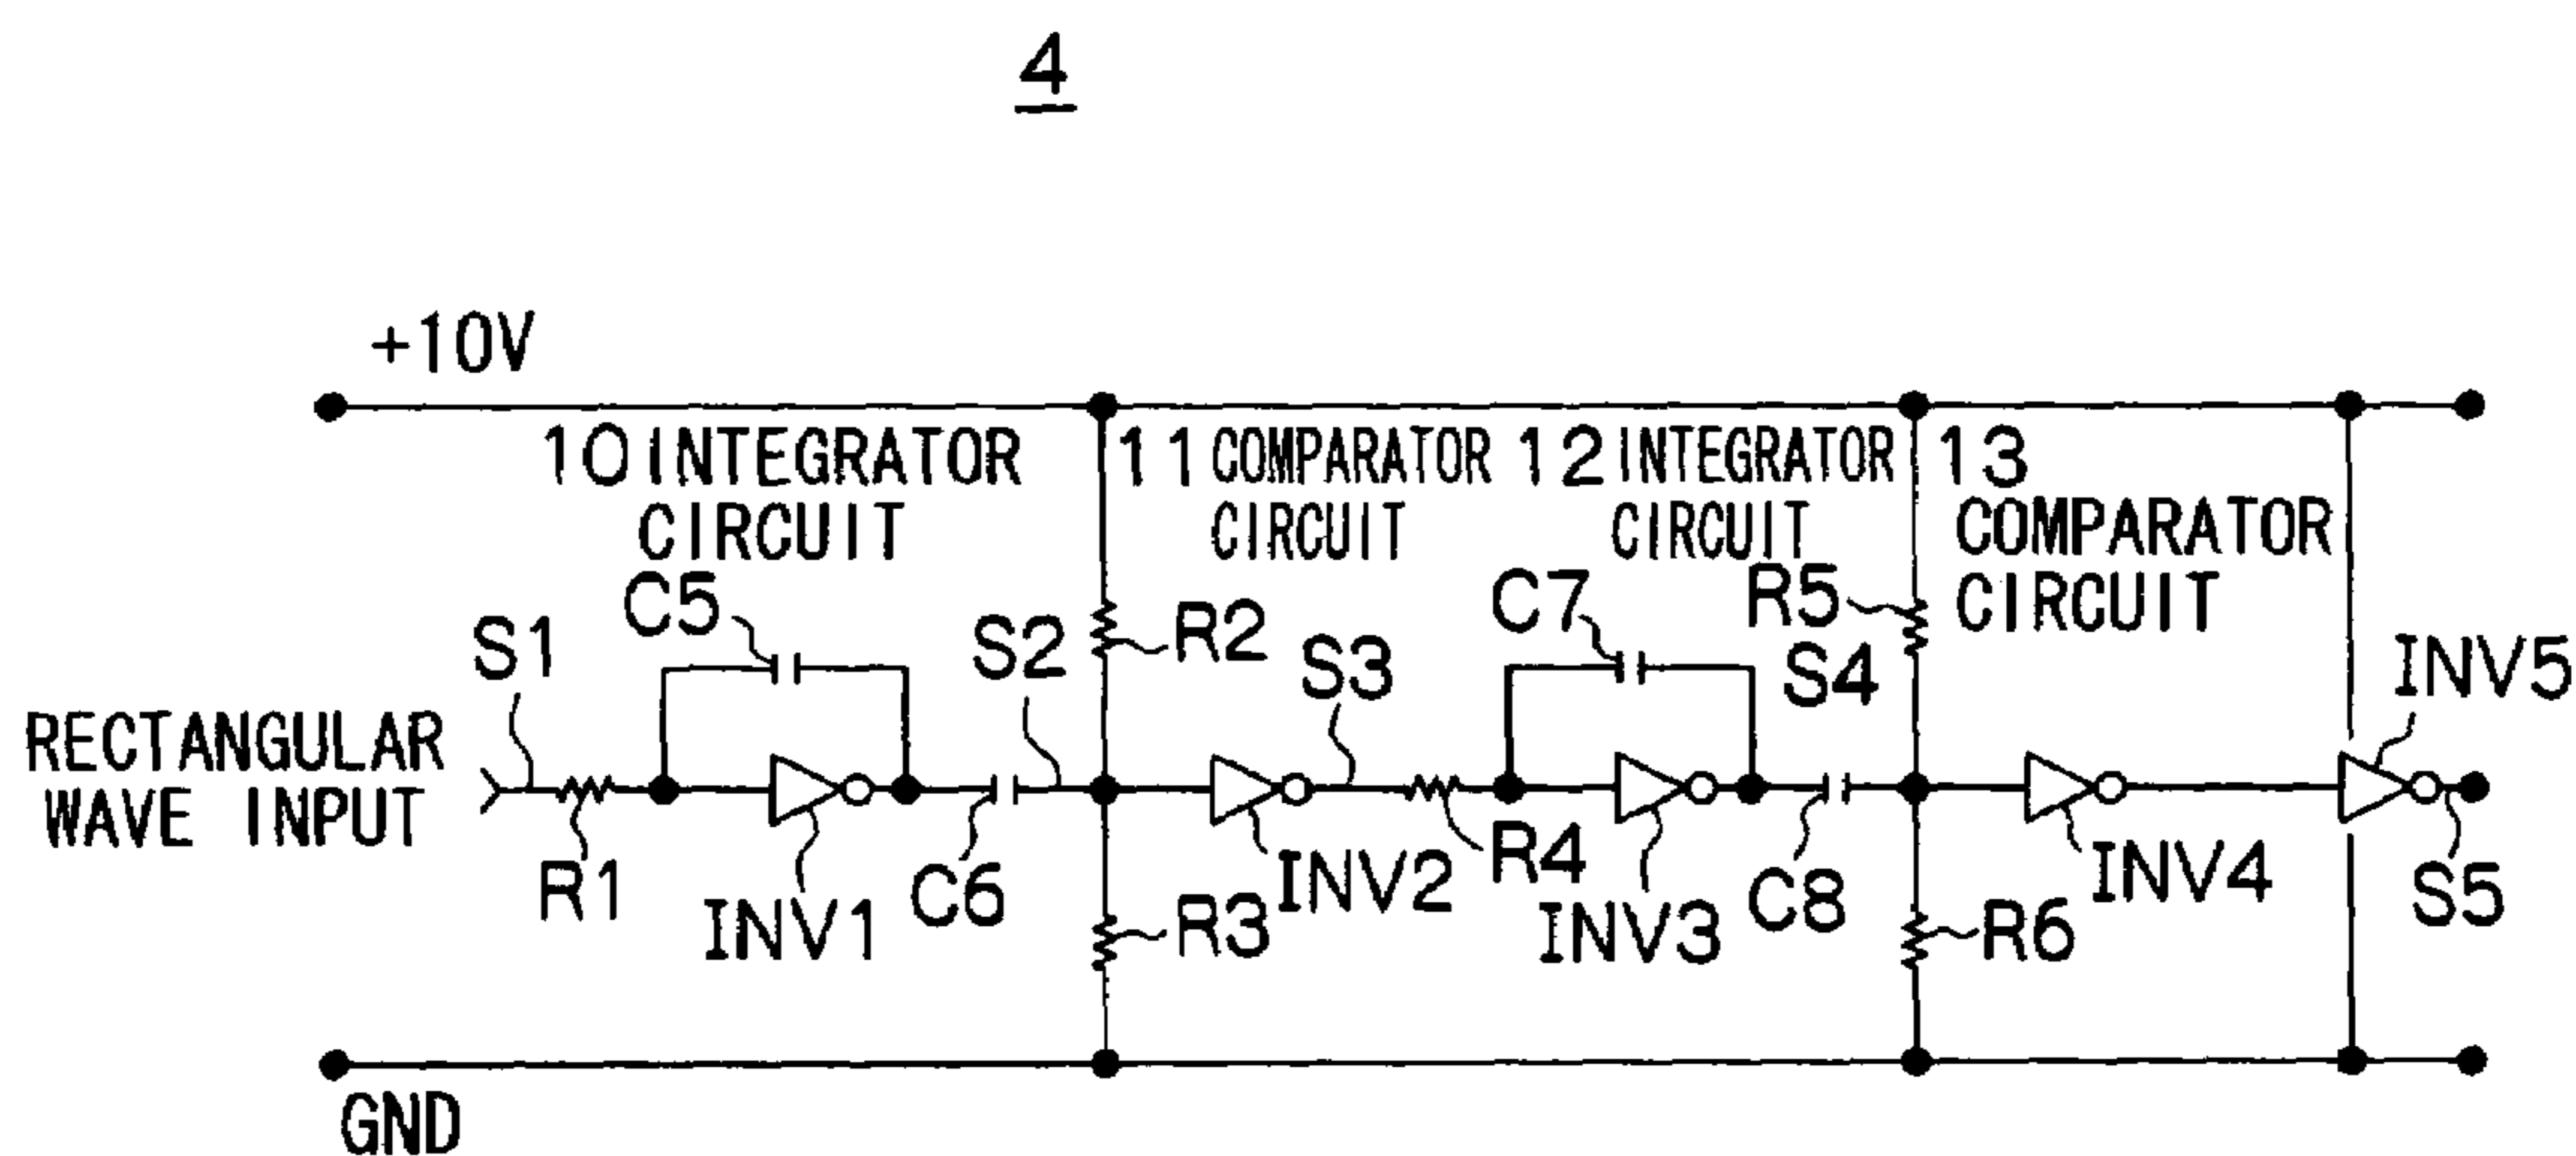 4
+10V
10 INTEGRATOR
CIRCUIT
11 COMPARATOR
CIRCUIT
12 INTEGRATOR
CIRCUIT
13
COMPARATOR
CIRCUIT
C5
S1
S2
R2
S3
C7
R5
S4
INV5
RECTANGULAR
WAVE INPUT
R1
INV1
C6
R3
INV2
R4
INV3
C8
R6
INV4
S5
GND